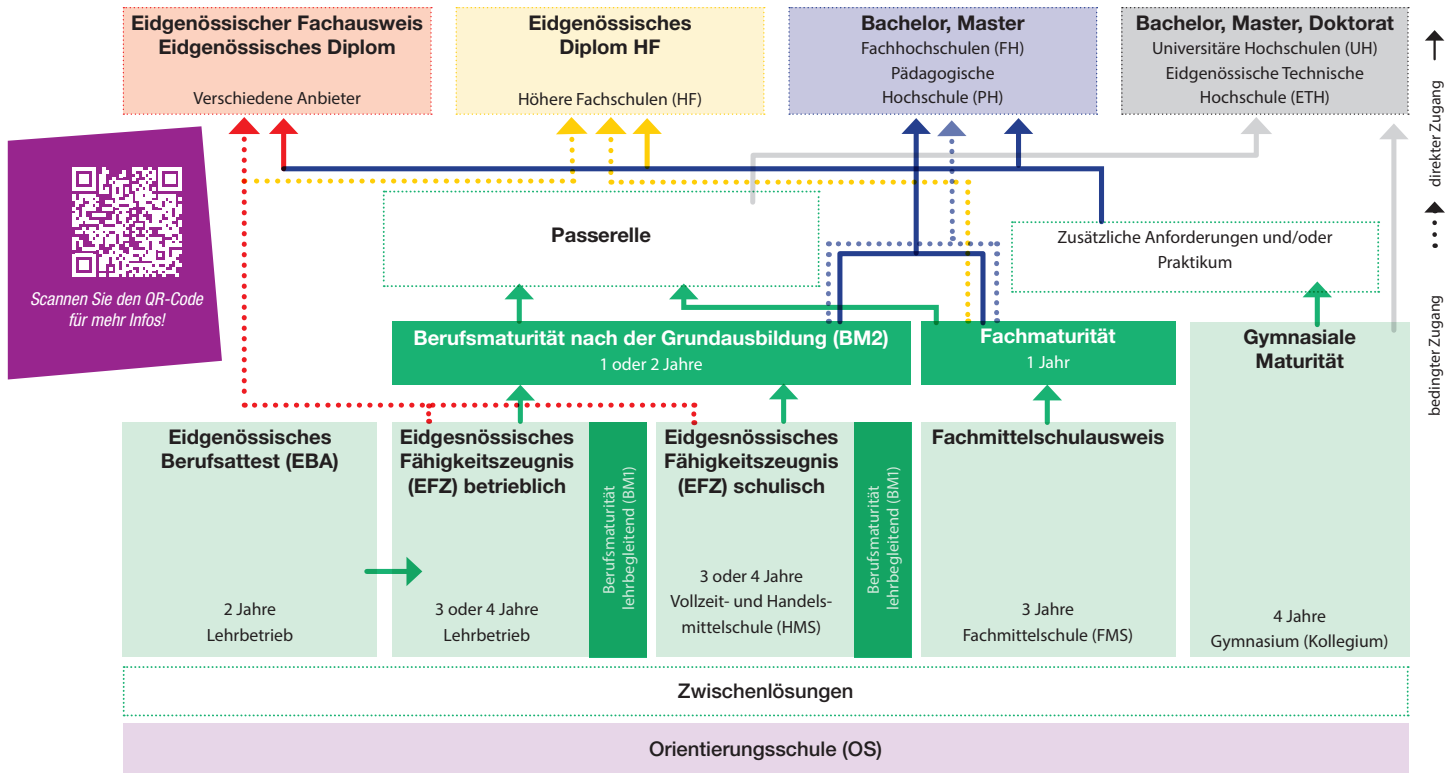 Eidgenössischer Fachausweis
Eidgenössisches Diplom
Verschiedene Anbieter
Eidgenössisches
Diplom HF
Höhere Fachschulen (HF)
Bachelor, Master
Fachhochschulen (FH)
Pädagogische
Hochschule (PH)
Bachelor, Master, Doktorat
Universitäre Hochschulen (UH)
Eidgenössische Technische
Hochschule (ETH)
direkter Zugang
bedingter Zugang
Scannen Sie den QR-Code
für mehr Infos!
Passerelle
Zusätzliche Anforderungen und/oder
Praktikum
Berufsmaturität nach der Grundausbildung (BM2)
1 oder 2 Jahre
Fachmaturität
1 Jahr
Gymnasiale
Maturität
4 Jahre
Gymnasium (Kollegium)
Eidgenössisches
Berufsattest (EBA)
2 Jahre
Lehrbetrieb
Eidgesnössisches
Fähigkeitszeugnis
(EFZ) betrieblich
3 oder 4 Jahre
Lehrbetrieb
Berufsmaturität
lehrbegleitend (BM1)
Eidgesnössisches
Fähigkeitszeugnis
(EFZ) schulisch
3 oder 4 Jahre
Vollzeit- und Handels-
mittelschule (HMS)
Berufsmaturität
lehrbegleitend (BM1)
Fachmittelschulausweis
3 Jahre
Fachmittelschule (FMS)
Zwischenlösungen
Orientierungsschule (OS)